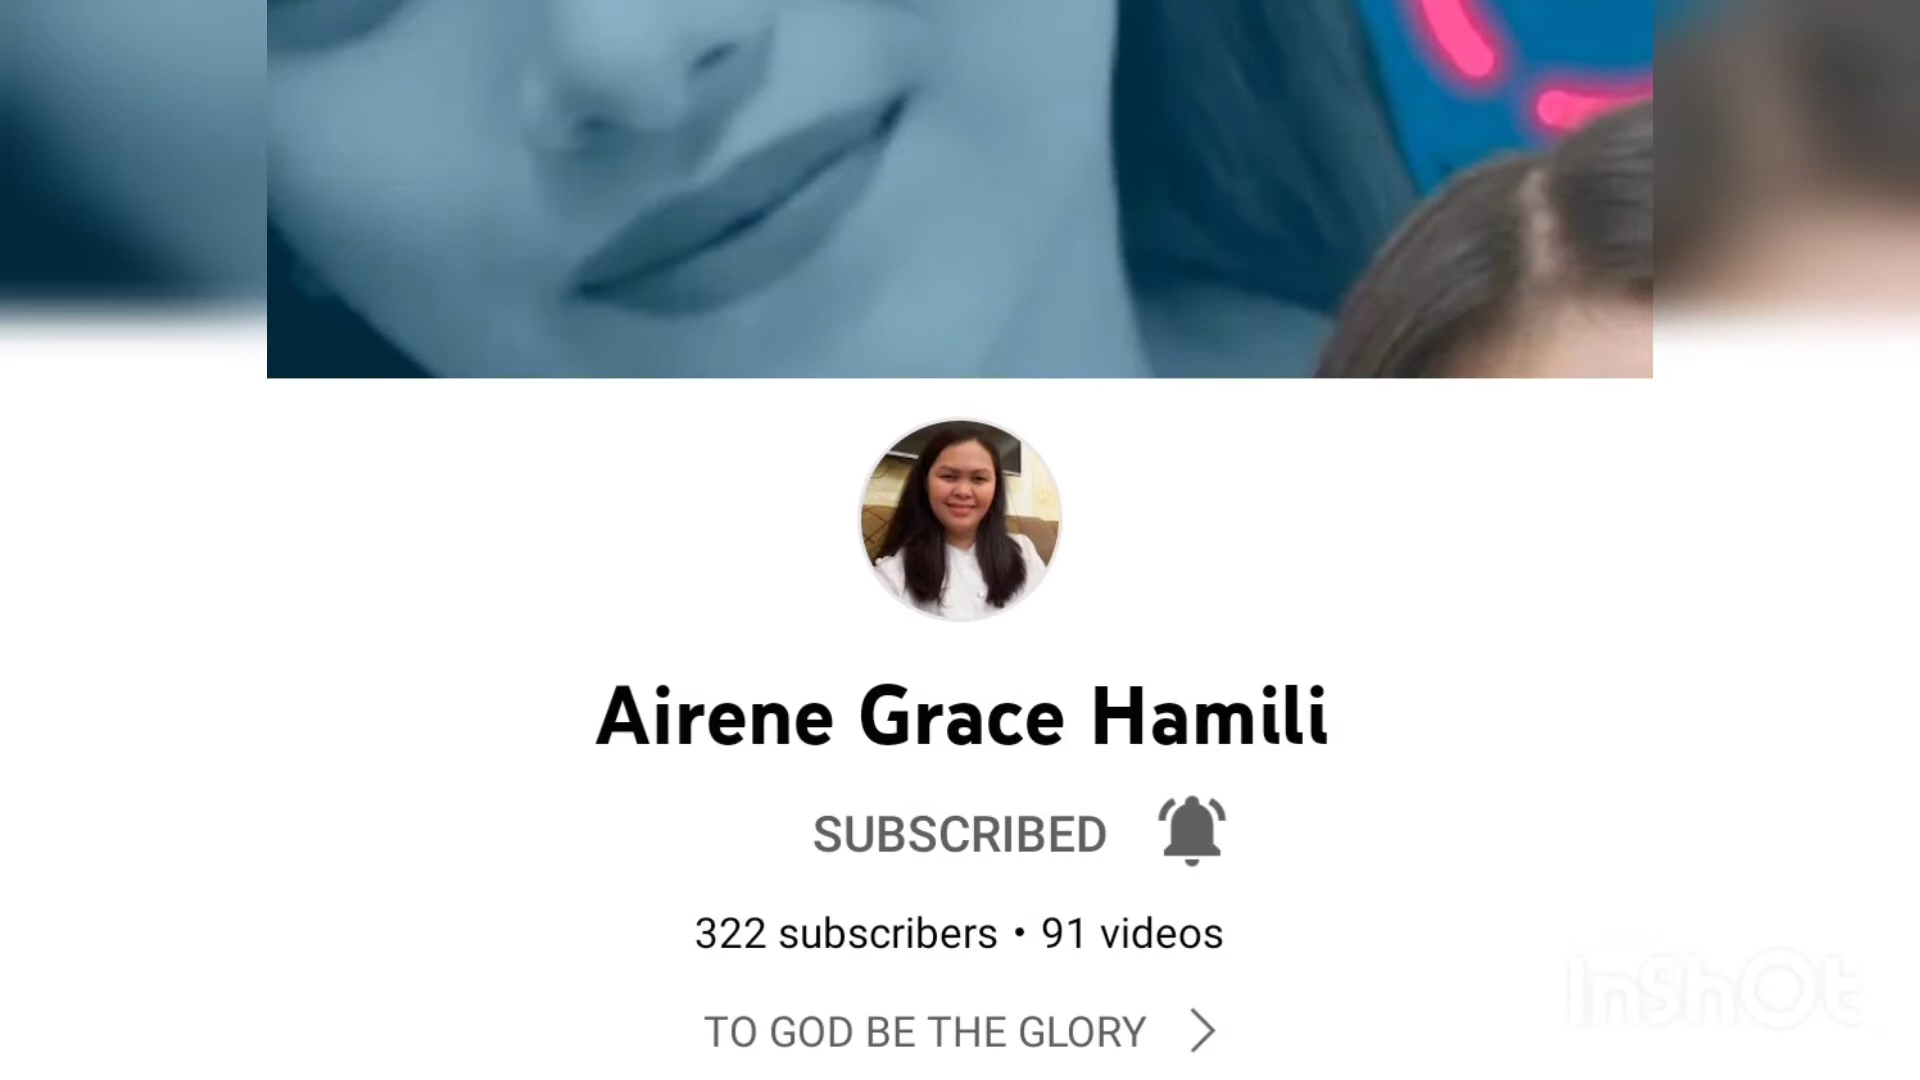 Airene Grace Hamili
SUBSCRIBED
322 subscribers • 91 videos
TO GOD BE THE GLORY
InShOt